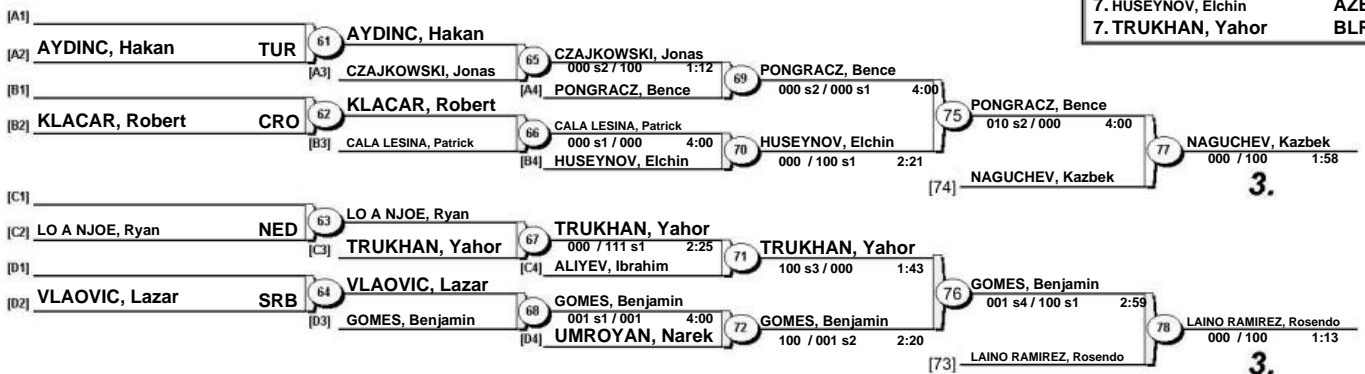 7. HUSEYNOV, Elchin AZE
7. TRUKHAN, Yahor BLR
[A1]
[A2] AYDINC, Hakan TUR
61 AYDINC, Hakan
[A3] CZAJKOWSKI, Jonas
65 CZAJKOWSKI, Jonas
000 s2 / 100 1:12
[A4] PONGRACZ, Bence
69 PONGRACZ, Bence
000 s2 / 000 s1 4:00
[B1]
[B2] KLACAR, Robert CRO
62 KLACAR, Robert
[B3] CALA LESINA, Patrick
66 CALA LESINA, Patrick
000 s1 / 000 4:00
[B4] HUSEYNOV, Elchin
70 HUSEYNOV, Elchin
000 / 100 s1 2:21
75 PONGRACZ, Bence
010 s2 / 000 4:00
[74] NAGUCHEV, Kazbek
77 NAGUCHEV, Kazbek
000 / 100 1:58
3.
[C1]
[C2] LO A NJOE, Ryan NED
63 LO A NJOE, Ryan
[C3] TRUKHAN, Yahor
67 TRUKHAN, Yahor
000 / 111 s1 2:25
[C4] ALIYEV, Ibrahim
71 TRUKHAN, Yahor
100 s3 / 000 1:43
[D1]
[D2] VLAOVIC, Lazar SRB
64 VLAOVIC, Lazar
[D3] GOMES, Benjamin
68 GOMES, Benjamin
001 s1 / 001 4:00
[D4] UMROYAN, Narek
72 GOMES, Benjamin
100 / 001 s2 2:20
76 GOMES, Benjamin
001 s4 / 100 s1 2:59
[73] LAINO RAMIREZ, Rosendo
78 LAINO RAMIREZ, Rosendo
000 / 100 1:13
3.